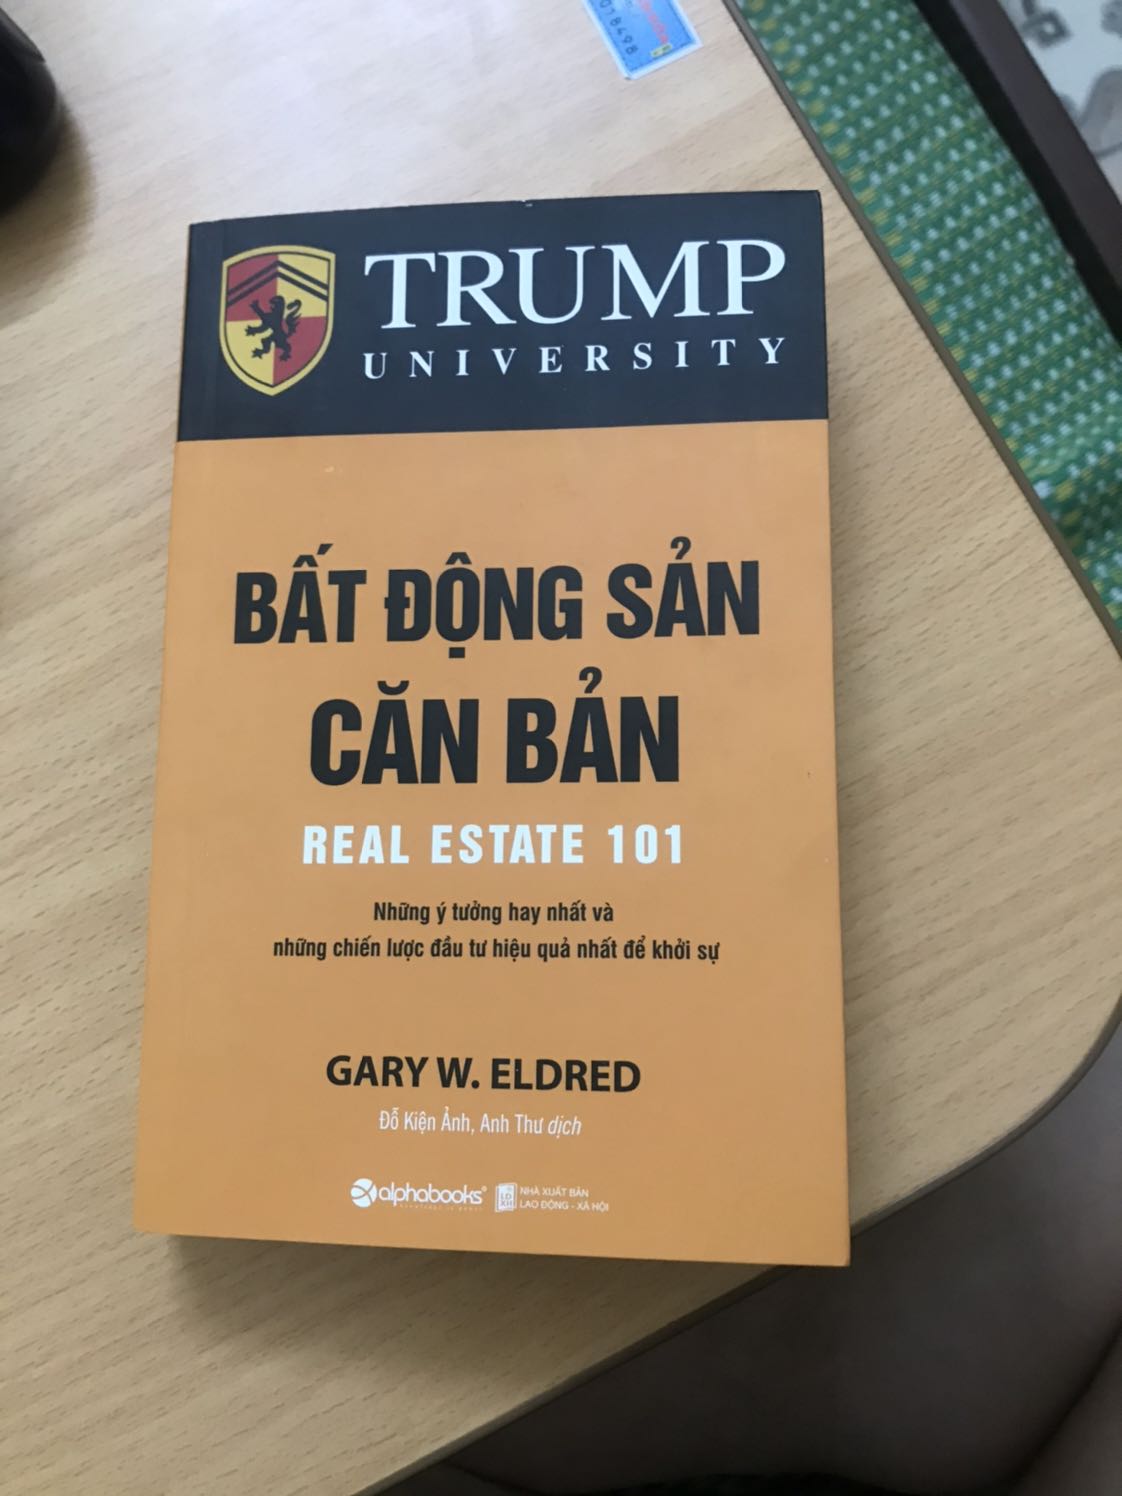 018498
TRUMP
UNIVERSITY
BẤT ĐỘNG SẢN
CĂN BẢN
REAL ESTATE 101
Những ý tưởng hay nhất và
những chiến lược đầu tư hiệu quả nhất để khởi sự
GARY W. ELDRED
Đỗ Kiện Ảnh, Anh Thư dịch
alphabooks®
NHÀ XUẤT BẢN
LAO ĐỘNG - XÃ HỘI